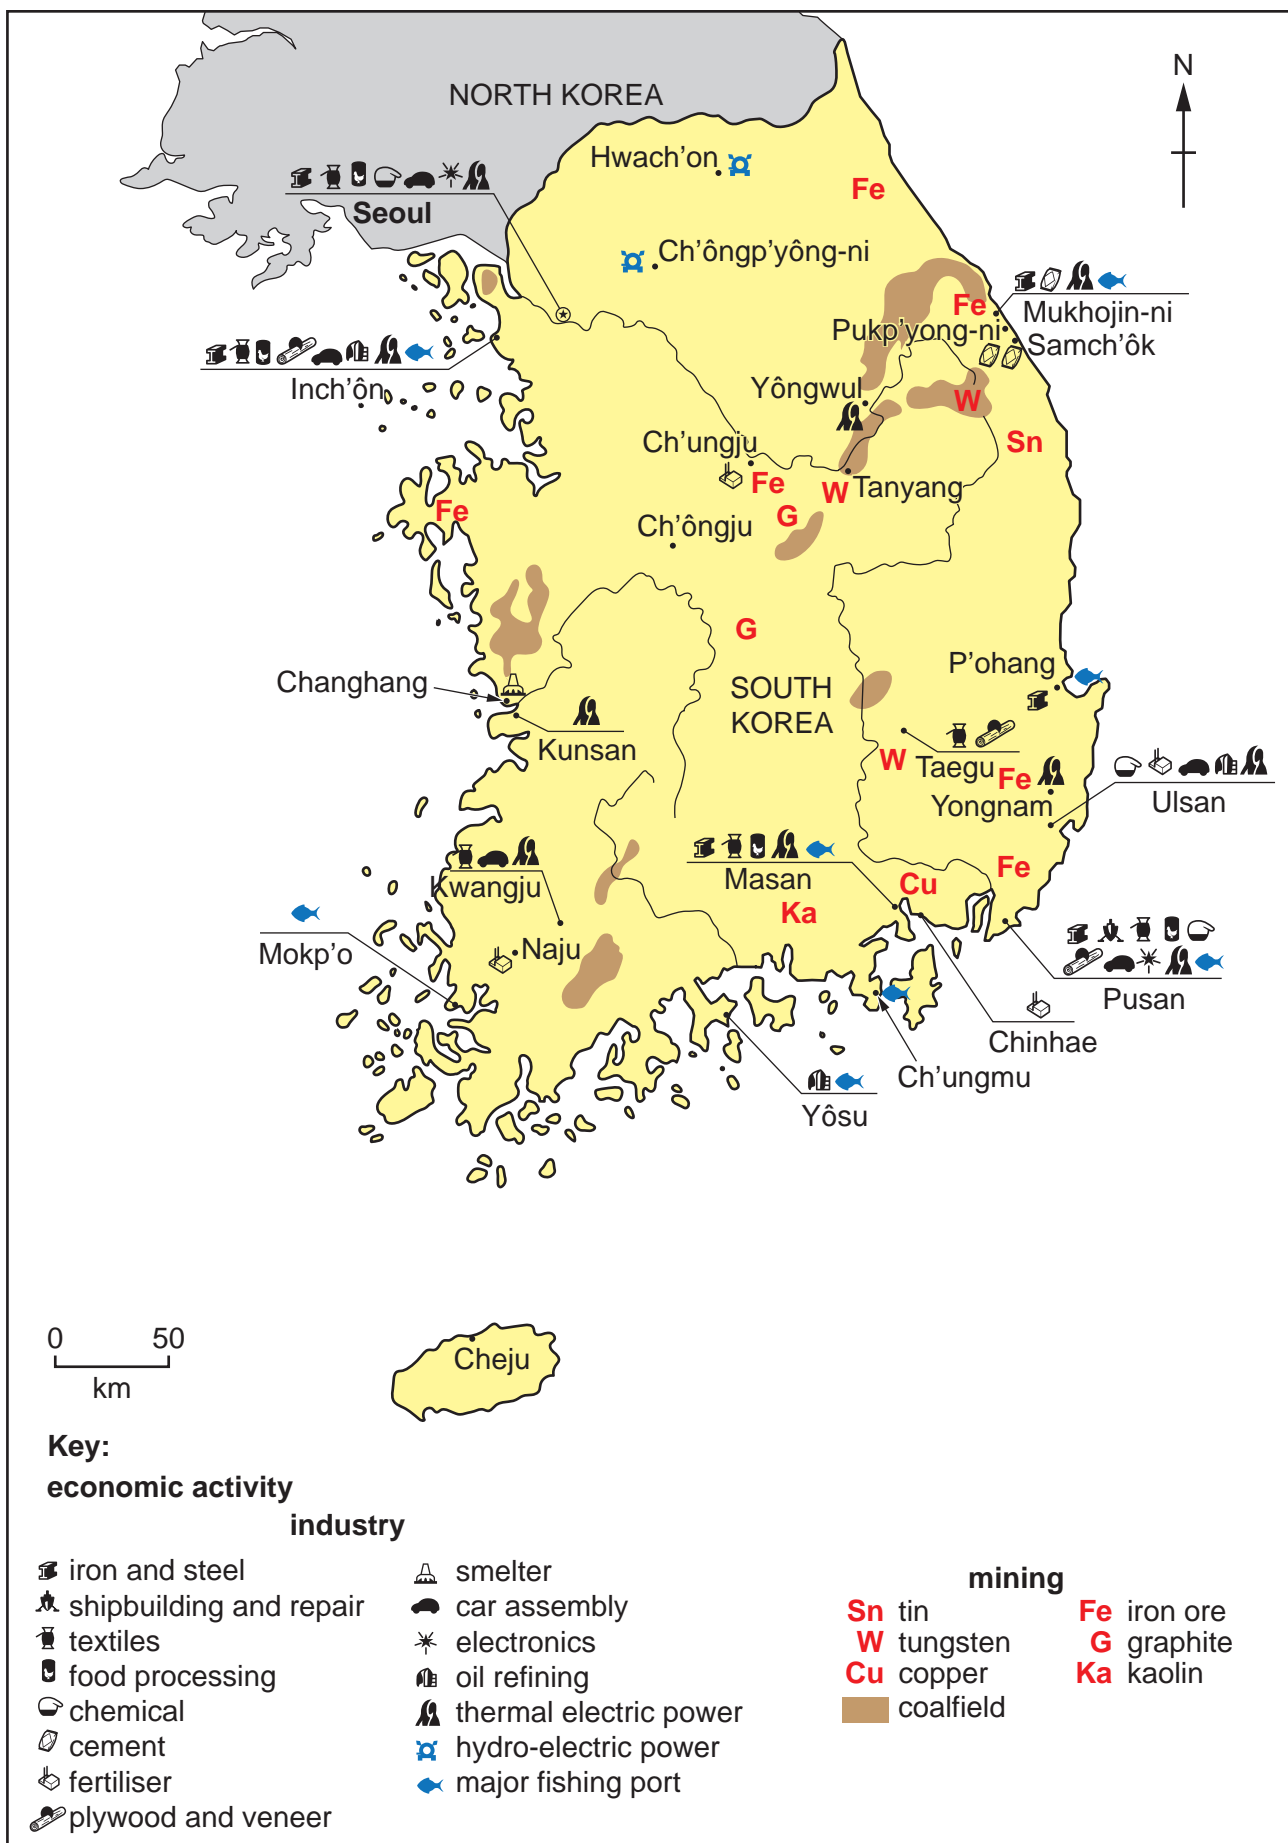 N
NORTH KOREA
Hwach'on
Fe
Seoul
Ch'ôngp'yông-ni
Fe
Mukhojin-ni
Pukp'yong-ni
Samch'ôk
Inch'ôn
Yôngwul
W
Ch'ungju
Sn
Fe
W
Tanyang
Fe
G
Ch'ôngju
G
P'ohang
Changhang
SOUTH
KOREA
Kunsan
W
Taegu
Fe
Yongnam
Ulsan
Masan
Fe
Kwangju
Cu
Ka
Mokp'o
Naju
Pusan
Chinhae
Ch'ungmu
Yôsu
0 50
km
Cheju
Key:
economic activity
industry
iron and steel
shipbuilding and repair
textiles
food processing
chemical
cement
fertiliser
plywood and veneer
smelter
car assembly
electronics
oil refining
thermal electric power
hydro-electric power
major fishing port
mining
Sn tin
W tungsten
Cu copper
coalfield
Fe iron ore
G graphite
Ka kaolin